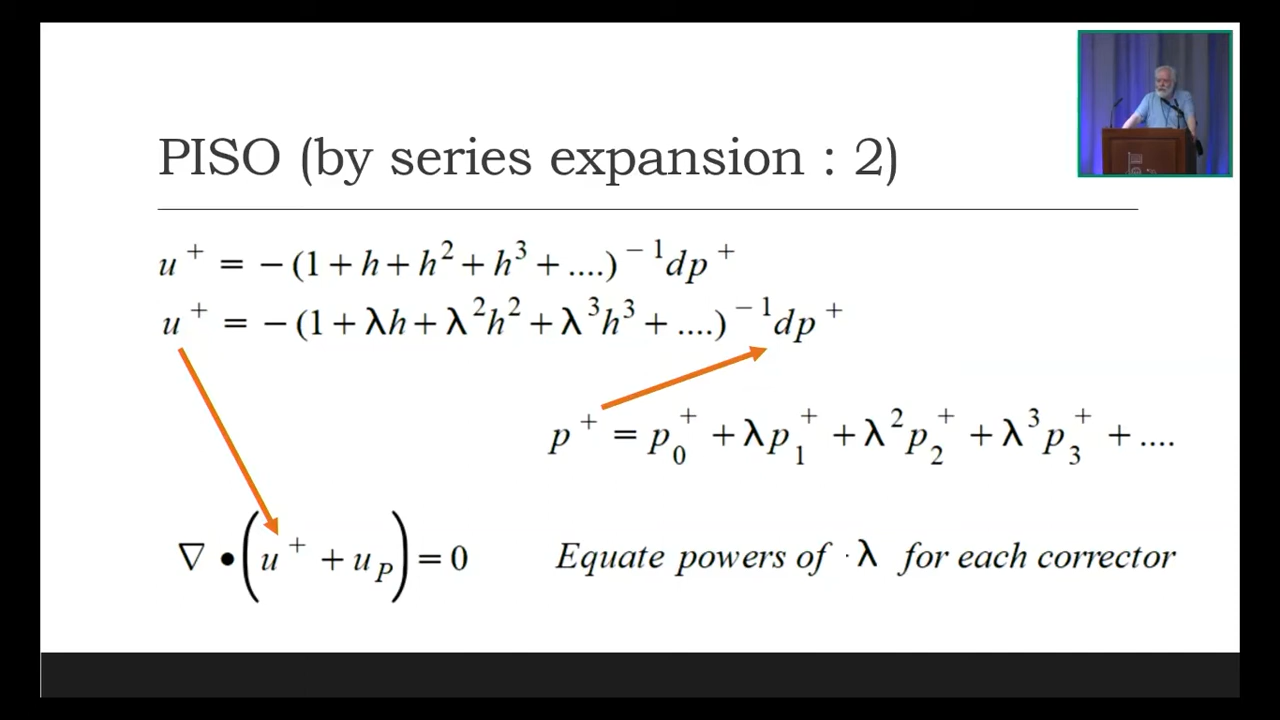 PISO (by series expansion : 2)
u⁺ = −(1 + h + h² + h³ + ....)⁻¹dp⁺
u⁺ = −(1 + λh + λ²h² + λ³h³ + ....)⁻¹dp⁺
p⁺ = p₀⁺ + λp₁⁺ + λ²p₂⁺ + λ³p₃⁺ + ....
∇ • (u⁺ + u_P) = 0 Equate powers of · λ for each corrector